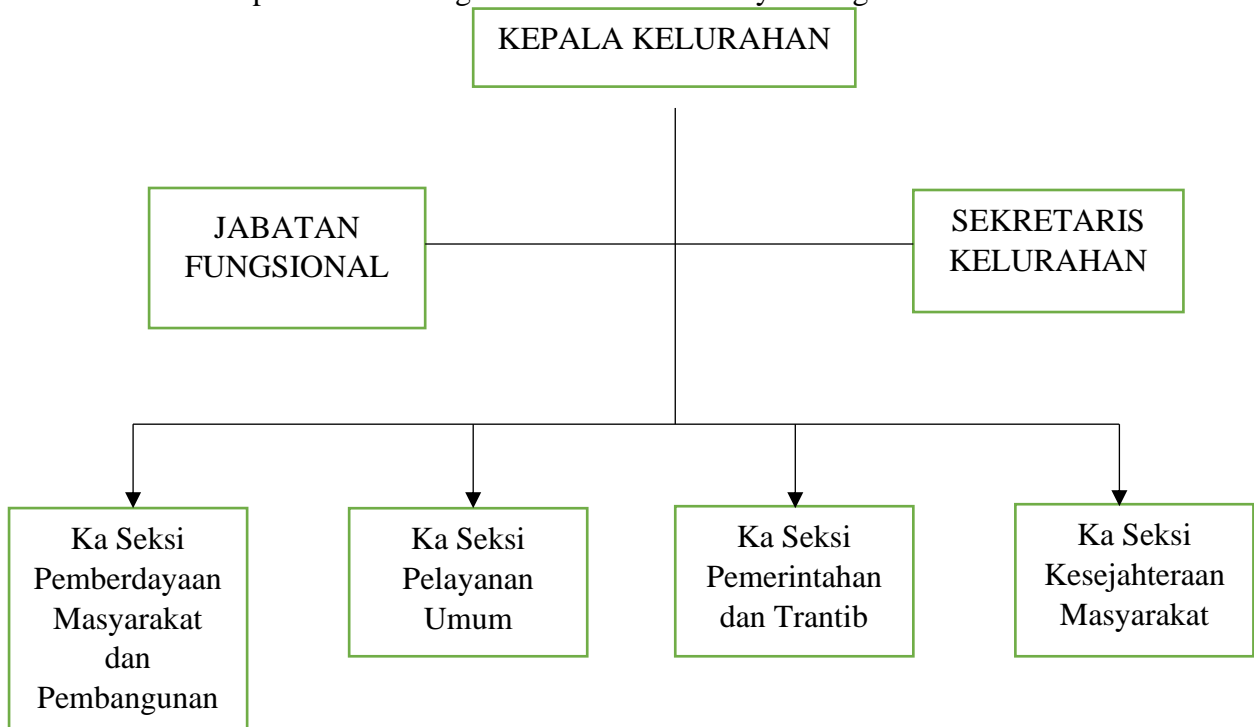 KEPALA KELURAHAN
JABATAN
FUNGSIONAL
SEKRETARIS
KELURAHAN
Ka Seksi
Pemberdayaan
Masyarakat
dan
Pembangunan
Ka Seksi
Pelayanan
Umum
Ka Seksi
Pemerintahan
dan Trantib
Ka Seksi
Kesejahteraan
Masyarakat